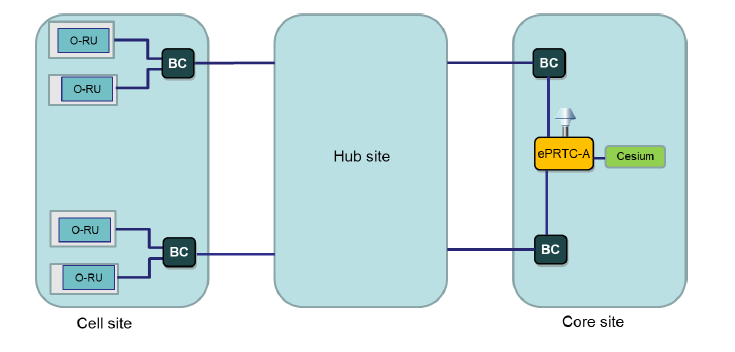 O-RU
BC
O-RU
O-RU
BC
O-RU
Cell site
Hub site
BC
ePRTC-A
Cesium
BC
Core site